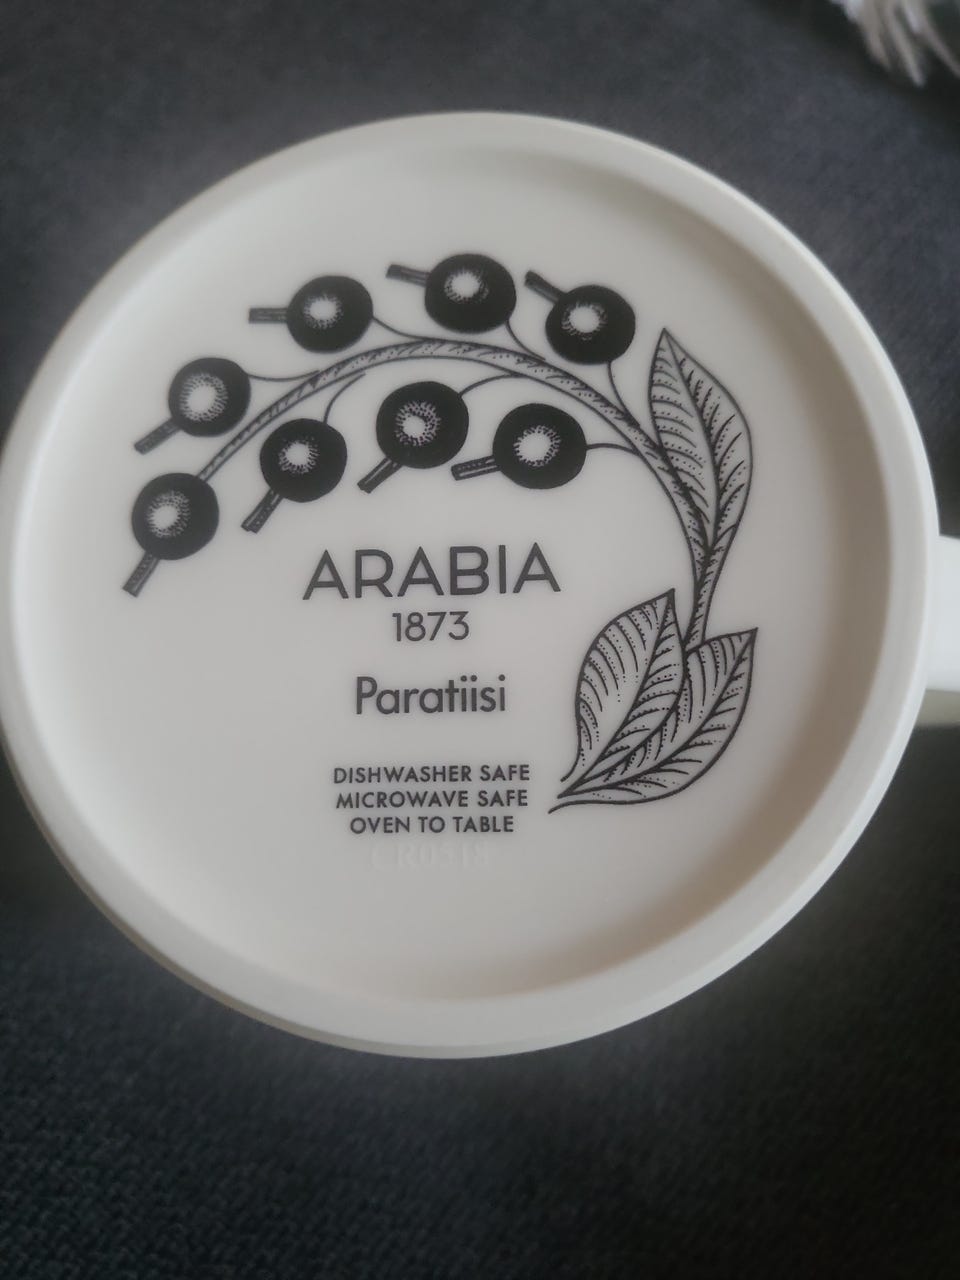 ARABIA
1873
Paratiisi
DISHWASHER SAFE
MICROWAVE SAFE
OVEN TO TABLE